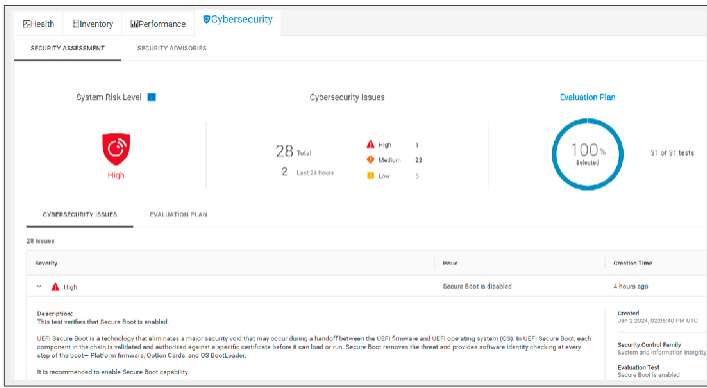 Health
Inventory
Performance
Cybersecurity
SECURITY ASSESSMENT
SECURITY ADVISORIES
System Risk Level
Cybersecurity Issues
Evaluation Plan
High
28 Total
2 Last 24 hours
High
Medium 22
Low
100%
Selected
31 of 31 tests
CYBERSECURITY ISSUES
EVALUATION PLAN
28 Issues
Severity
Issue
Creation Time
High
Secure Boot is disabled
4 hours ago
Description:
This test verifies that Secure Boot is enabled.
UEFI Secure Boot is a technology that eliminates a major security void that may occur during a handoff between the UEFI firmware and UEFI operating system (OS). In UEFI Secure Boot, each
component in the chain is validated and authorized against a specific certificate before it can load or run. Secure Boot removes the threat and provides software identity checking at every
step of the boot— Platform firmware, Option Cards, and OS BootLoader.
It is recommended to enable Secure Boot capability.
Created
2024, PM UTC
Security Control Family
System and Information Integrity
Evaluation Test
Secure Boot is enabled